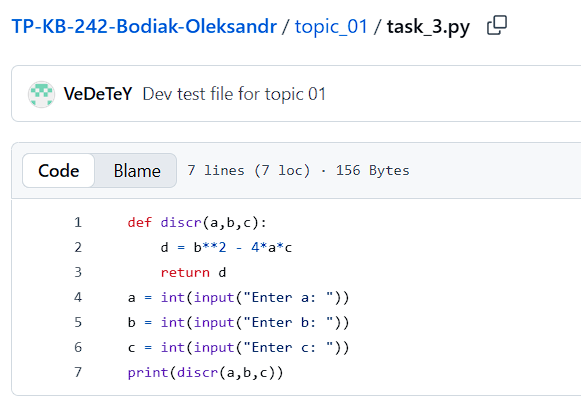 TP-KB-242-Bodiak-Oleksandr / topic_01 / task_3.py
VeDeTeY Dev test file for topic 01
Code Blame 7 lines (7 loc) · 156 Bytes
1 def discr(a,b,c):
2     d = b**2 - 4*a*c
3     return d
4 a = int(input("Enter a: "))
5 b = int(input("Enter b: "))
6 c = int(input("Enter c: "))
7 print(discr(a,b,c))